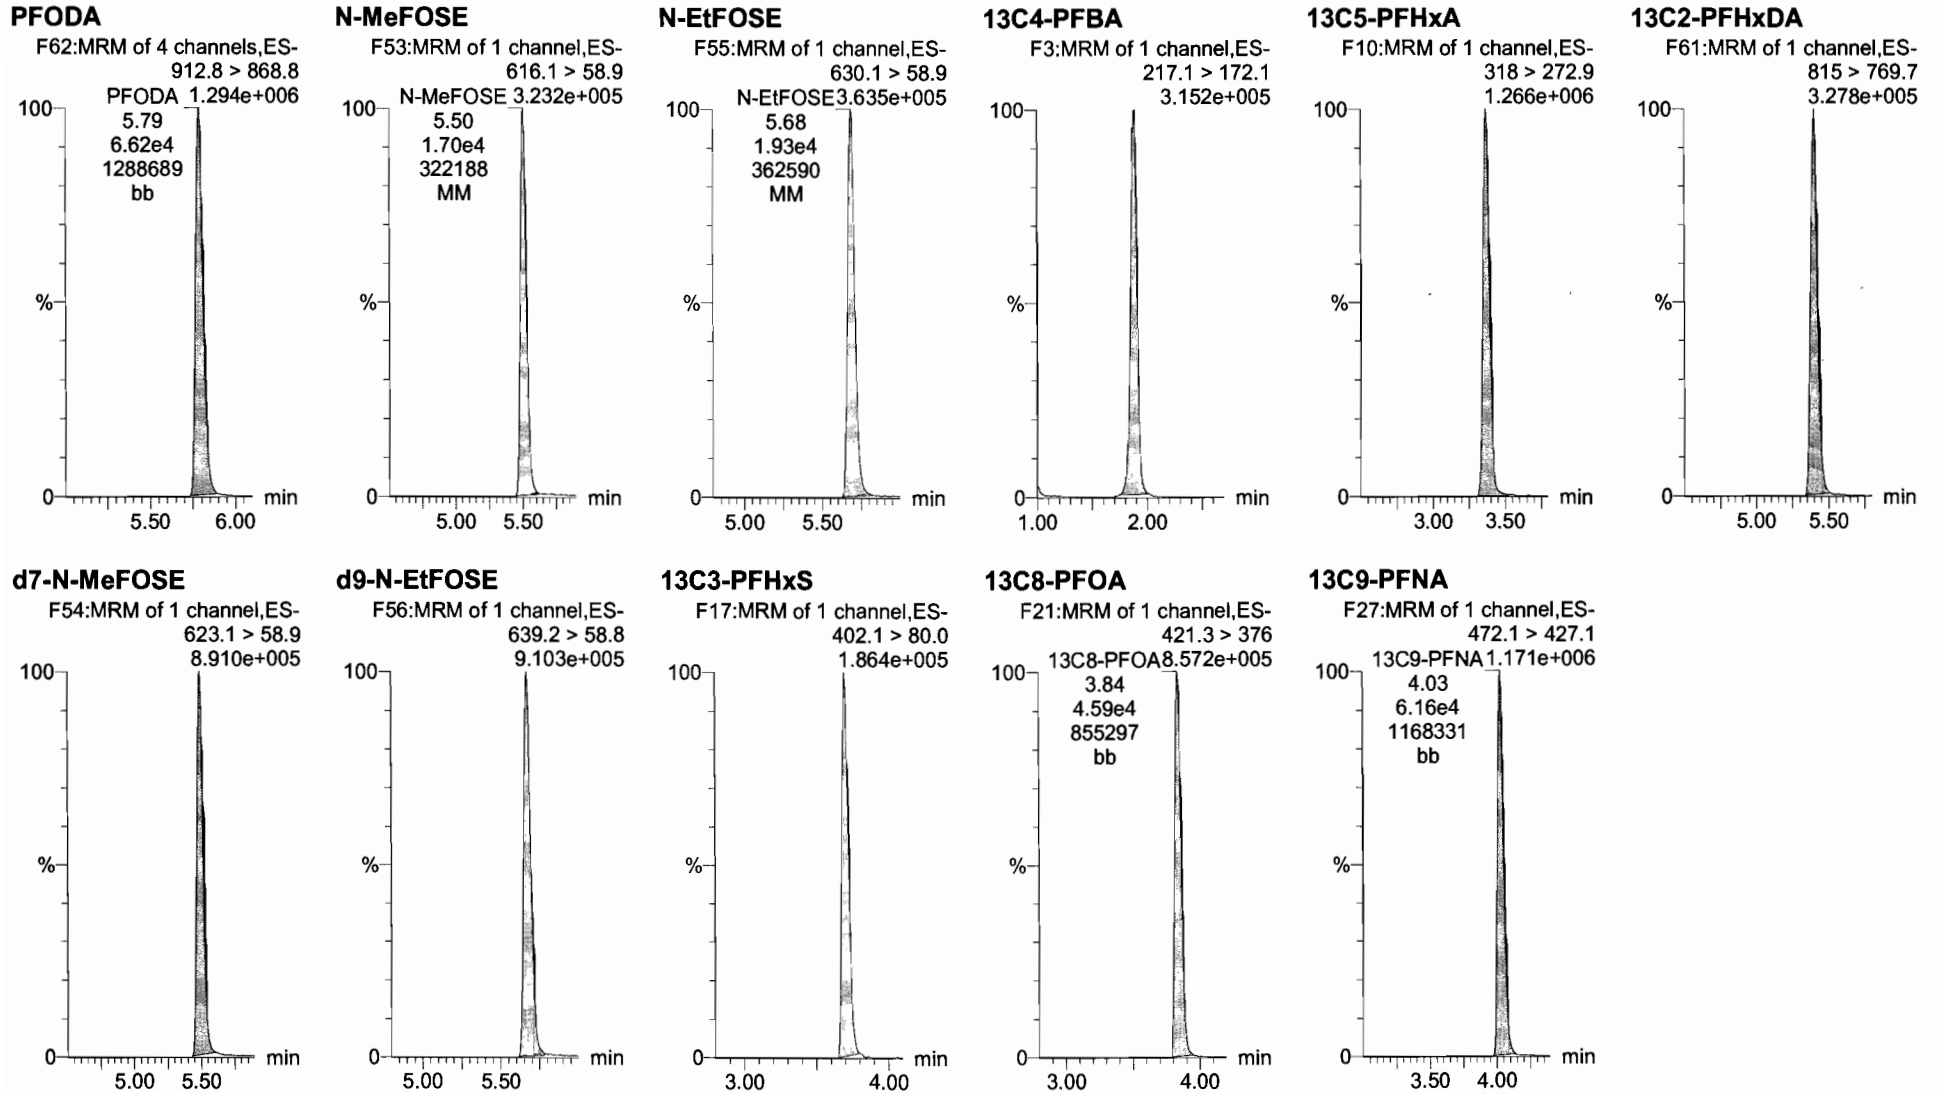 PFODA
F62:MRM of 4 channels,ES-
912.8 > 868.8
PFODA 1.294e+006
100
5.79
6.62e4
1288689
bb
%
0
min
5.50 6.00
N-MeFOSE
F53:MRM of 1 channel,ES-
616.1 > 58.9
N-MeFOSE 3.232e+005
100
5.50
1.70e4
322188
MM
%
0
min
5.00 5.50
N-EtFOSE
F55:MRM of 1 channel,ES-
630.1 > 58.9
N-EtFOSE 3.635e+005
100
5.68
1.93e4
362590
MM
%
0
min
5.00 5.50
13C4-PFBA
F3:MRM of 1 channel,ES-
217.1 > 172.1
3.152e+005
100
%
0
min
1.00 2.00
13C5-PFHxA
F10:MRM of 1 channel,ES-
318 > 272.9
1.266e+006
100
%
0
min
3.00 3.50
13C2-PFHxDA
F61:MRM of 1 channel,ES-
815 > 769.7
3.278e+005
100
%
0
min
5.00 5.50
d7-N-MeFOSE
F54:MRM of 1 channel,ES-
623.1 > 58.9
8.910e+005
100
%
0
min
5.00 5.50
d9-N-EtFOSE
F56:MRM of 1 channel,ES-
639.2 > 58.8
9.103e+005
100
%
0
min
5.00 5.50
13C3-PFHxS
F17:MRM of 1 channel,ES-
402.1 > 80.0
1.864e+005
100
%
0
min
3.00 4.00
13C8-PFOA
F21:MRM of 1 channel,ES-
421.3 > 376
13C8-PFOA 8.572e+005
100
3.84
4.59e4
855297
bb
%
0
min
3.00 4.00
13C9-PFNA
F27:MRM of 1 channel,ES-
472.1 > 427.1
13C9-PFNA 1.171e+006
100
4.03
6.16e4
1168331
bb
%
0
min
3.50 4.00